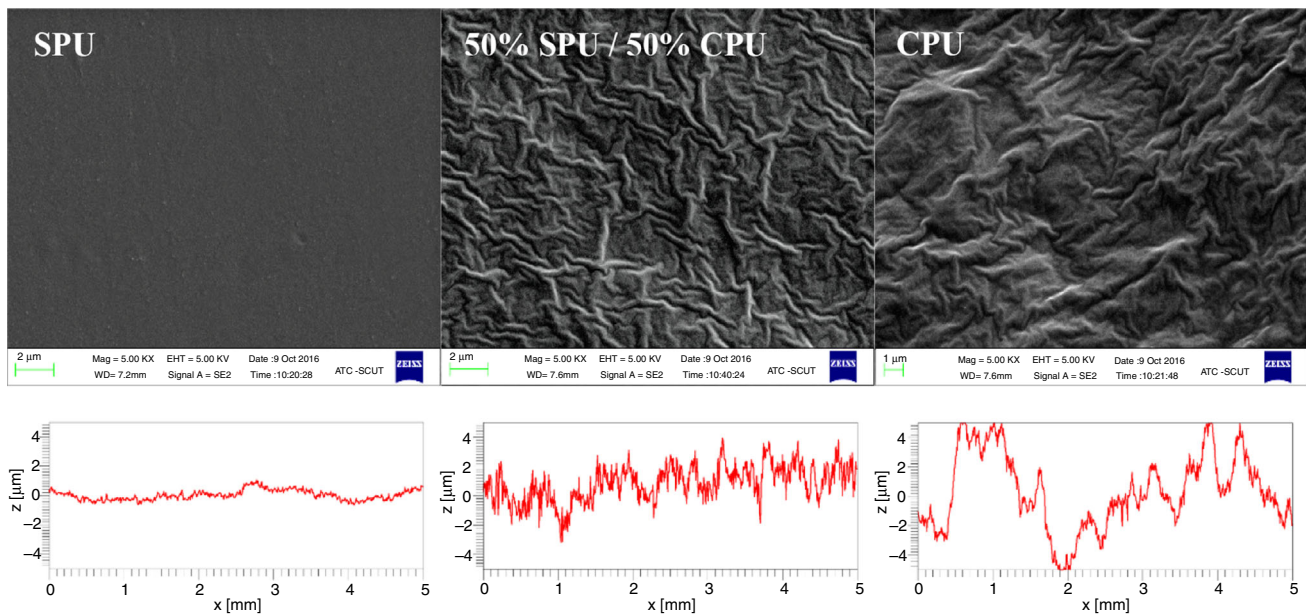 SPU
50% SPU / 50% CPU
CPU
2 µm
Mag = 5.00 KX EHT = 5.00 KV Date :9 Oct 2016
WD= 7.2mm Signal A = SE2 Time :10:20:28
ATC -SCUT
ZEISS
2 µm
Mag = 5.00 KX EHT = 5.00 KV Date :9 Oct 2016
WD= 7.6mm Signal A = SE2 Time :10:40:24
ATC -SCUT
ZEISS
1 µm
Mag = 5.00 KX EHT = 5.00 KV Date :9 Oct 2016
WD= 7.6mm Signal A = SE2 Time :10:21:48
ATC -SCUT
ZEISS
z [µm]
4
2
0
−2
−4
0 1 2 3 4 5
x [mm]
z [µm]
4
2
0
−2
−4
0 1 2 3 4 5
x [mm]
z [µm]
4
2
0
−2
−4
0 1 2 3 4 5
x [mm]